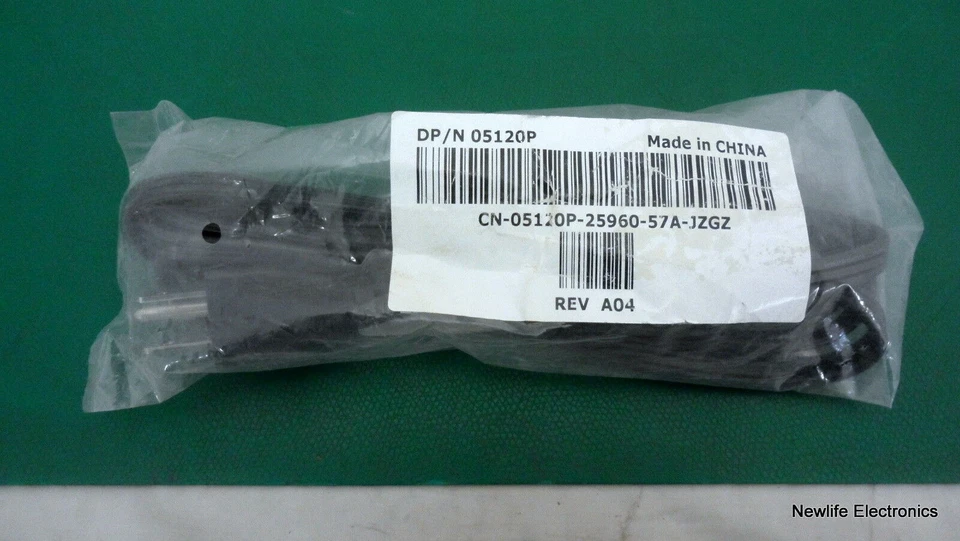 DP/N 05120P
Made in CHINA
CN-05120P-25960-57A-JZGZ
REV A04
Newlife Electronics